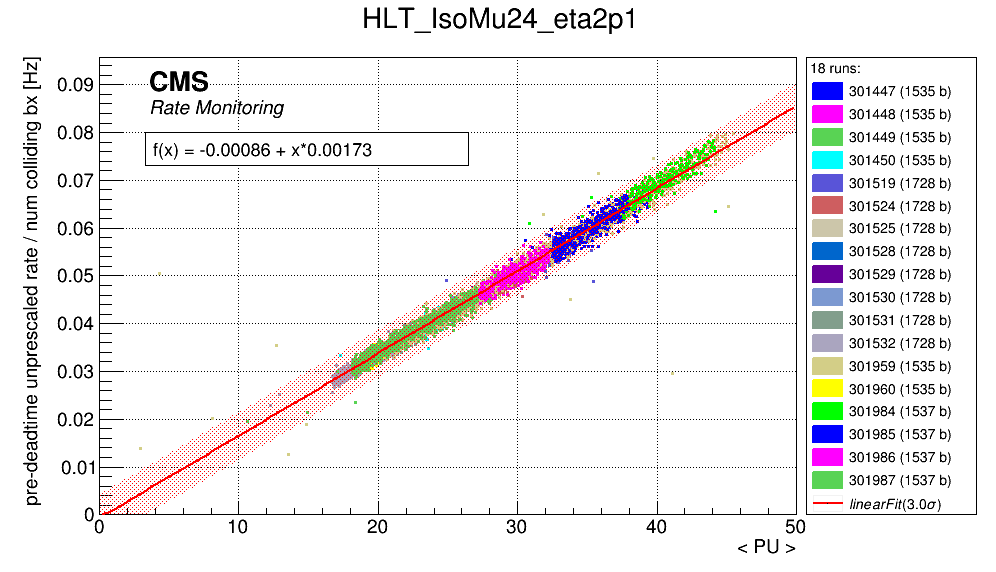 HLT_IsoMu24_eta2p1
pre-deadtime unprescaled rate / num colliding bx [Hz]
CMS
Rate Monitoring
f(x) = -0.00086 + x*0.00173
0.09
0.08
0.07
0.06
0.05
0.04
0.03
0.02
0.01
0
0 10 20 30 40 50
< PU >
18 runs:
301447 (1535 b)
301448 (1535 b)
301449 (1535 b)
301450 (1535 b)
301519 (1728 b)
301524 (1728 b)
301525 (1728 b)
301528 (1728 b)
301529 (1728 b)
301530 (1728 b)
301531 (1728 b)
301532 (1728 b)
301959 (1535 b)
301960 (1535 b)
301984 (1537 b)
301985 (1537 b)
301986 (1537 b)
301987 (1537 b)
linearFit(3.0σ)